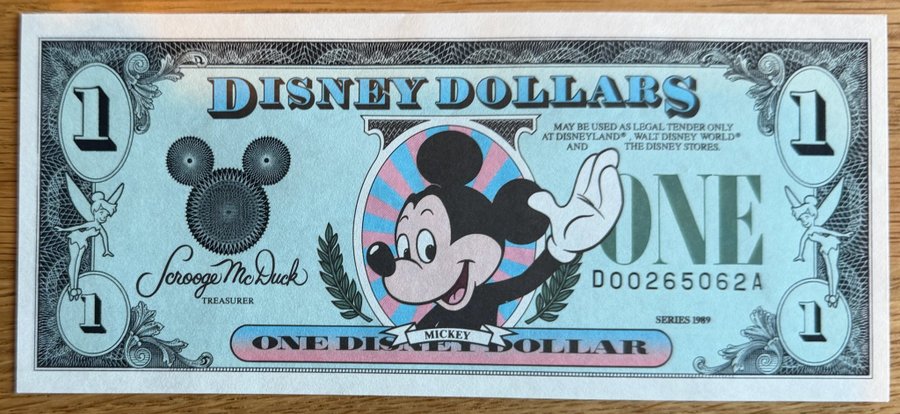 1
DISNEY DOLLARS
1
MAY BE USED AS LEGAL TENDER ONLY
AT DISNEYLAND®, WALT DISNEY WORLD®
AND THE DISNEY STORES.
ONE
D00265062A
Scrooge McDuck
TREASURER
SERIES 1989
1
MICKEY
1
ONE DISNEY DOLLAR